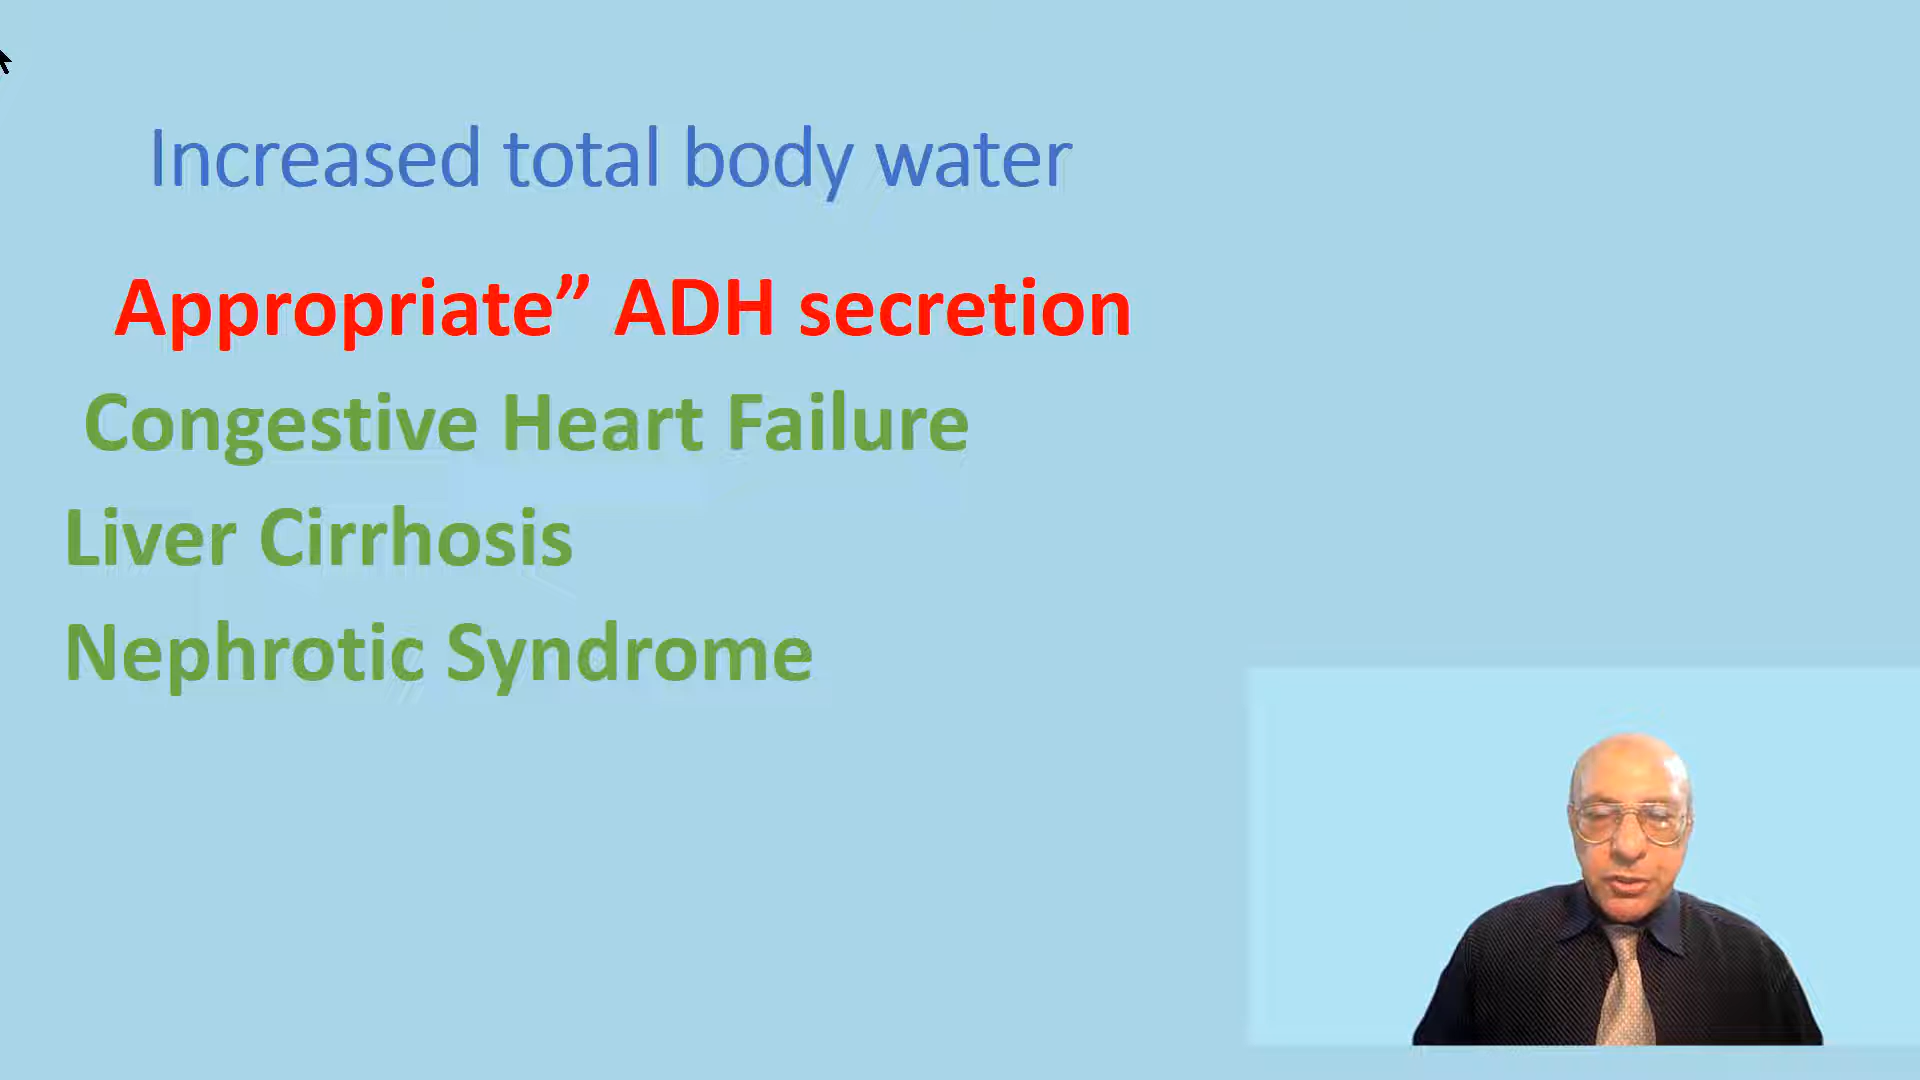 Increased total body water
Appropriate” ADH secretion
Congestive Heart Failure
Liver Cirrhosis
Nephrotic Syndrome